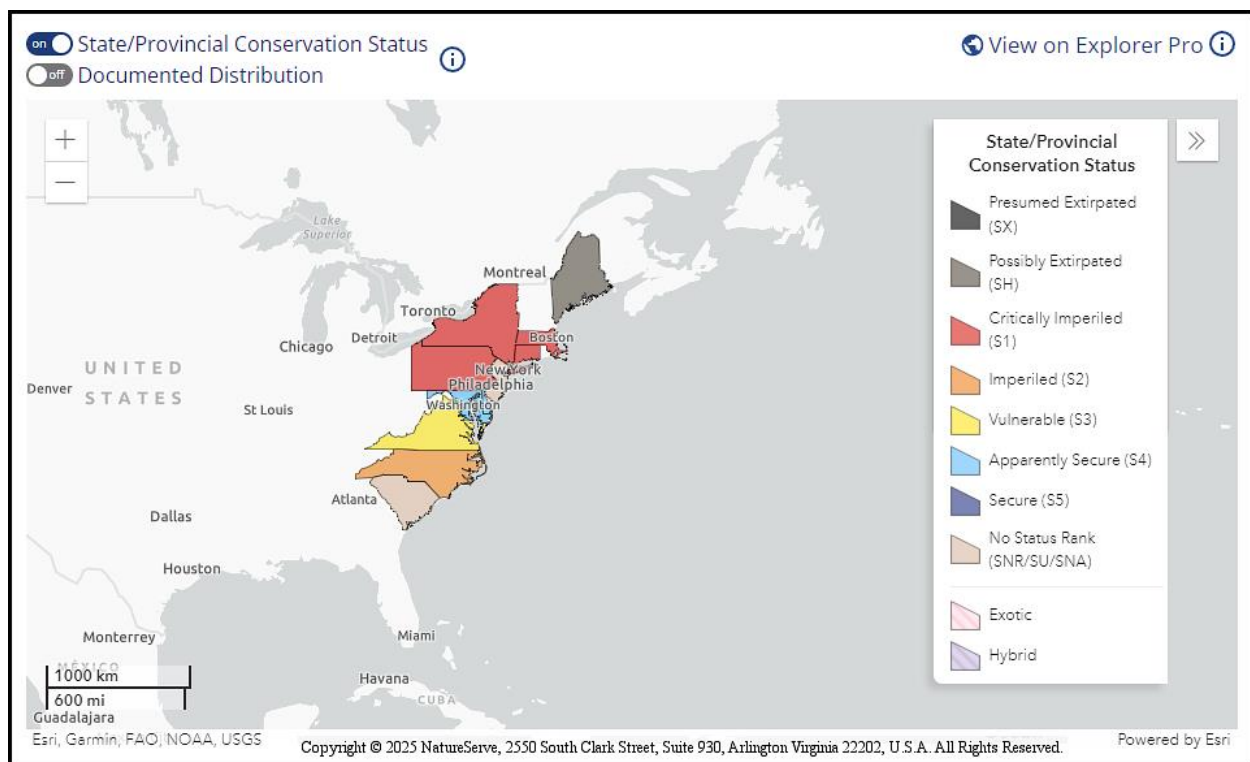 on State/Provincial Conservation Status
off Documented Distribution
View on Explorer Pro
State/Provincial
Conservation Status
Presumed Extirpated
(SX)
Possibly Extirpated
(SH)
Critically Imperiled
(S1)
Imperiled (S2)
Vulnerable (S3)
Apparently Secure (S4)
Secure (S5)
No Status Rank
(SNR/SU/SNA)
Exotic
Hybrid
Lake
Superior
Montreal
Toronto
Boston
Detroit
Chicago
New York
UNITED
STATES
Philadelphia
Denver
Washington
St Louis
Atlanta
Dallas
Houston
Miami
Monterrey
MÉXICO
1000 km
600 mi
Havana
CUBA
Guadalajara
Esri, Garmin, FAO, NOAA, USGS
Copyright © 2025 NatureServe, 2550 South Clark Street, Suite 930, Arlington Virginia 22202, U.S.A. All Rights Reserved.
Powered by Esri